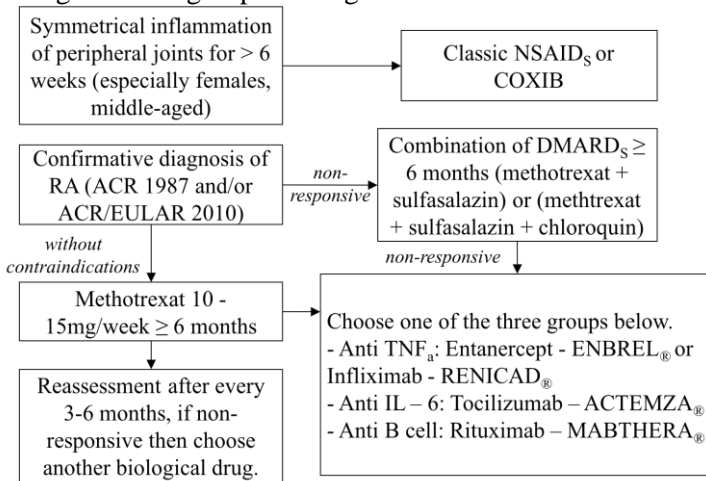 Symmetrical inflammation
of peripheral joints for > 6
weeks (especially females,
middle-aged)
Classic NSAIDS or
COXIB
Confirmative diagnosis of
RA (ACR 1987 and/or
ACR/EULAR 2010)
non-
responsive
Combination of DMARDS ≥
6 months (methotrexat +
sulfasalazin) or (methtrexat
+ sulfasalazin + chloroquin)
without
contraindications
non-responsive
Methotrexat 10 -
15mg/week ≥ 6 months
Choose one of the three groups below.
- Anti TNFa: Entanercept - ENBREL® or
Infliximab - RENICAD®
- Anti IL – 6: Tocilizumab – ACTEMZA®
- Anti B cell: Rituximab – MABTHERA®
Reassessment after every
3-6 months, if non-
responsive then choose
another biological drug.